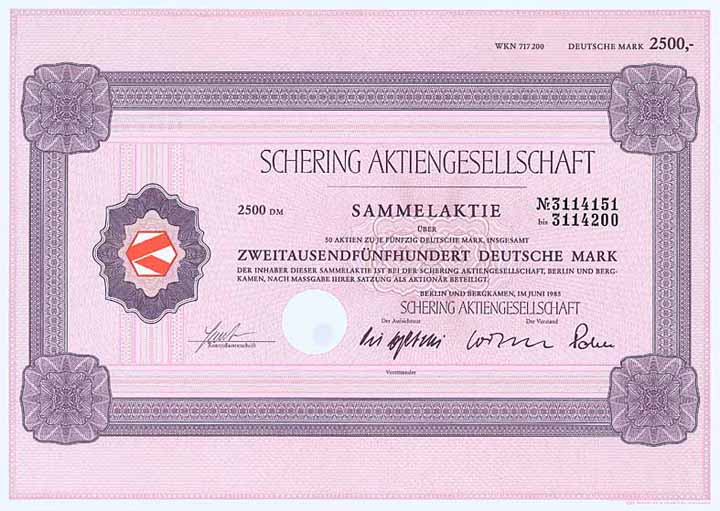 WKN 717 200 DEUTSCHE MARK 2500,-
SCHERING AKTIENGESELLSCHAFT
2500 DM SAMMELAKTIE № 3114151
bis 3114200
ÜBER
50 AKTIEN ZU JE FÜNFZIG DEUTSCHE MARK, INSGESAMT
ZWEITAUSENDFÜNFHUNDERT DEUTSCHE MARK
DER INHABER DIESER SAMMELAKTIE IST BEI DER SCHERING AKTIENGESELLSCHAFT, BERLIN UND BERG-
KAMEN, NACH MASSGABE IHRER SATZUNG ALS AKTIONÄR BETEILIGT.
BERLIN UND BERGKAMEN, IM JUNI 1985
SCHERING AKTIENGESELLSCHAFT
Der Aufsichtsrat Der Vorstand
Kontrollunterschrift
Vorsitzender